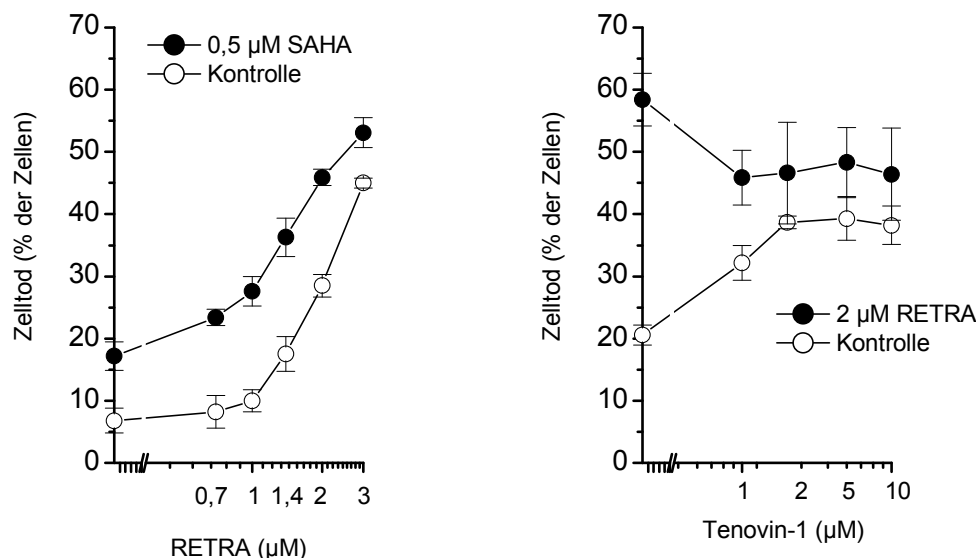 70
60
50
40
30
20
10
0
Zelltod (% der Zellen)
0,5 µM SAHA
Kontrolle
0,7 1 1,4 2 3
RETRA (µM)
70
60
50
40
30
20
10
0
Zelltod (% der Zellen)
2 µM RETRA
Kontrolle
1 2 5 10
Tenovin-1 (µM)